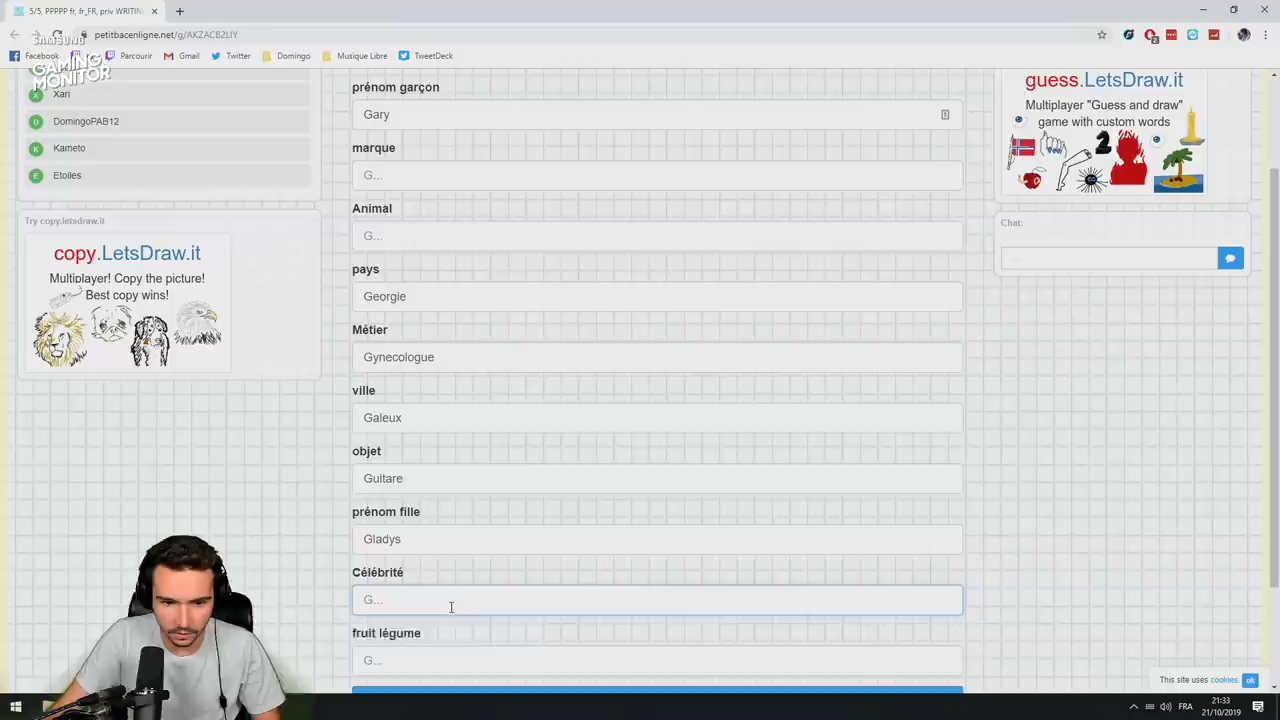 5/5, PPPPP fr, fr_FR, priv WRITIN
petitbacenligne.net/g/AKZACB2LIY
SAMSUNG
GAMING
MONITOR
Facebook
Parcourir
Gmail
Twitter
Domingo
Musique Libre
TweetDeck
X Xari
D DomingoPAB12
K Kameto
E Etoiles
Try copy.letsdraw.it
copy.LetsDraw.it
Multiplayer! Copy the picture!
Best copy wins!
prénom garçon
Gary
marque
G...
Animal
G...
pays
Georgie
Métier
Gynecologue
ville
Galeux
objet
Guitare
prénom fille
Gladys
Célébrité
G...
fruit légume
G...
guess.LetsDraw.it
Multiplayer "Guess and draw"
game with custom words
Chat:
...
This site uses cookies. ok
FRA
21:33
21/10/2019